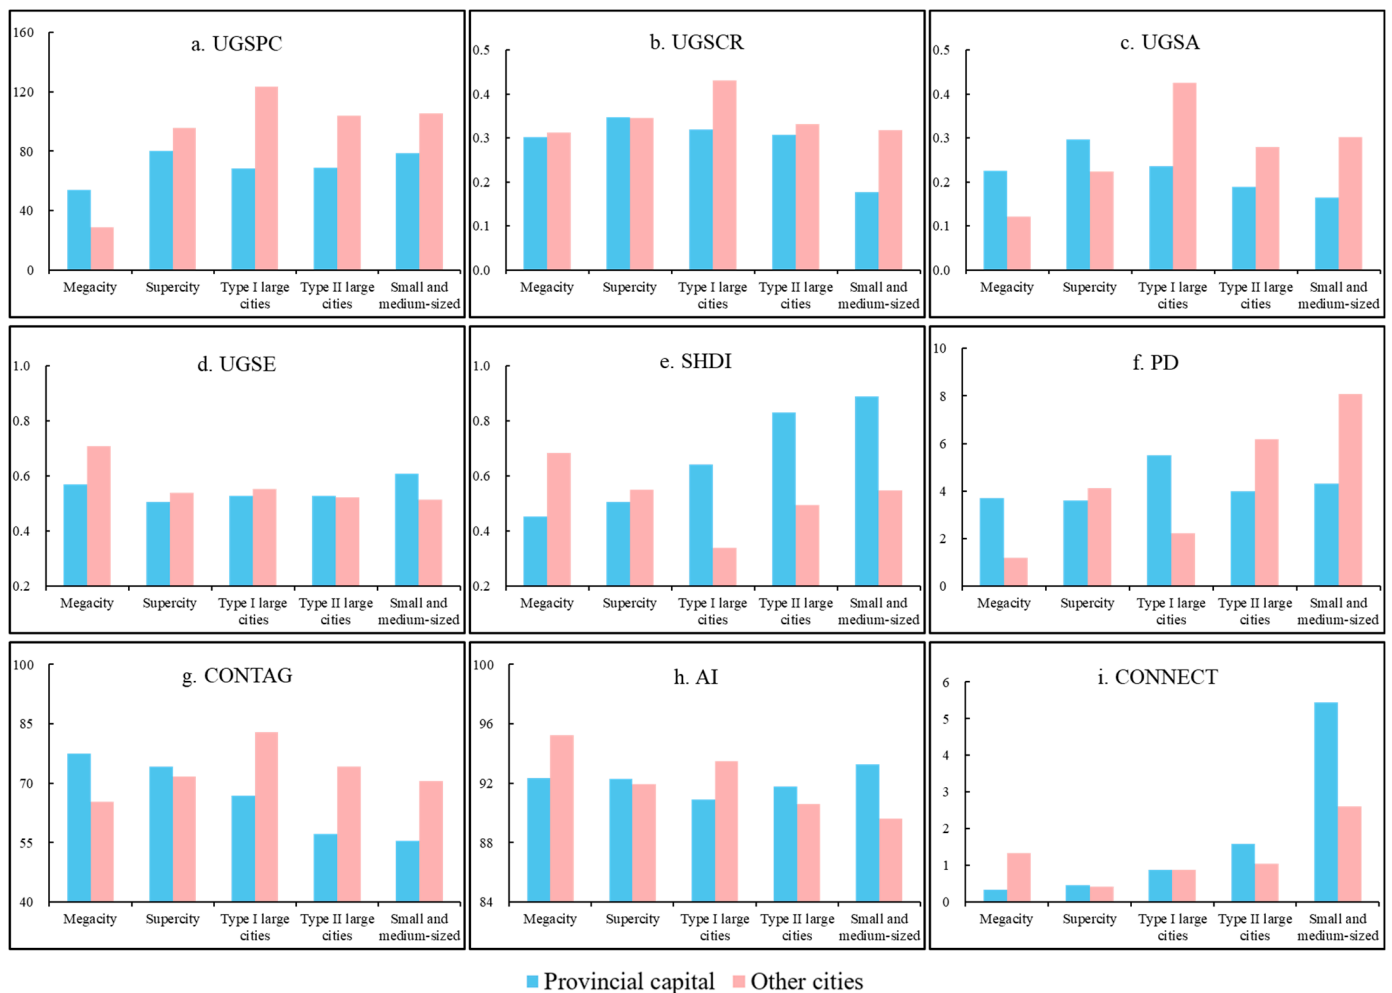 a. UGSPC
160
120
80
40
0
Megacity Supercity Type I large Type II large Small and
cities cities medium-sized
b. UGSCR
0.5
0.4
0.3
0.2
0.1
0.0
Megacity Supercity Type I large Type II large Small and
cities cities medium-sized
c. UGSA
0.5
0.4
0.3
0.2
0.1
0.0
Megacity Supercity Type I large Type II large Small and
cities cities medium-sized
d. UGSE
1.0
0.8
0.6
0.4
0.2
Megacity Supercity Type I large Type II large Small and
cities cities medium-sized
e. SHDI
1.0
0.8
0.6
0.4
0.2
Megacity Supercity Type I large Type II large Small and
cities cities medium-sized
f. PD
10
8
6
4
2
0
Megacity Supercity Type I large Type II large Small and
cities cities medium-sized
g. CONTAG
100
85
70
55
40
Megacity Supercity Type I large Type II large Small and
cities cities medium-sized
h. AI
100
96
92
88
84
Megacity Supercity Type I large Type II large Small and
cities cities medium-sized
i. CONNECT
6
5
4
3
2
1
0
Megacity Supercity Type I large Type II large Small and
cities cities medium-sized
Provincial capital Other cities